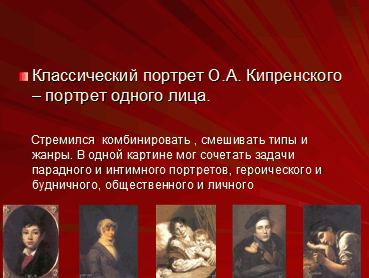 Классический портрет О.А. Кипренского
– портрет одного лица.
Стремился комбинировать , смешивать типы и
жанры. В одной картине мог сочетать задачи
парадного и интимного портретов, героического и
будничного, общественного и личного